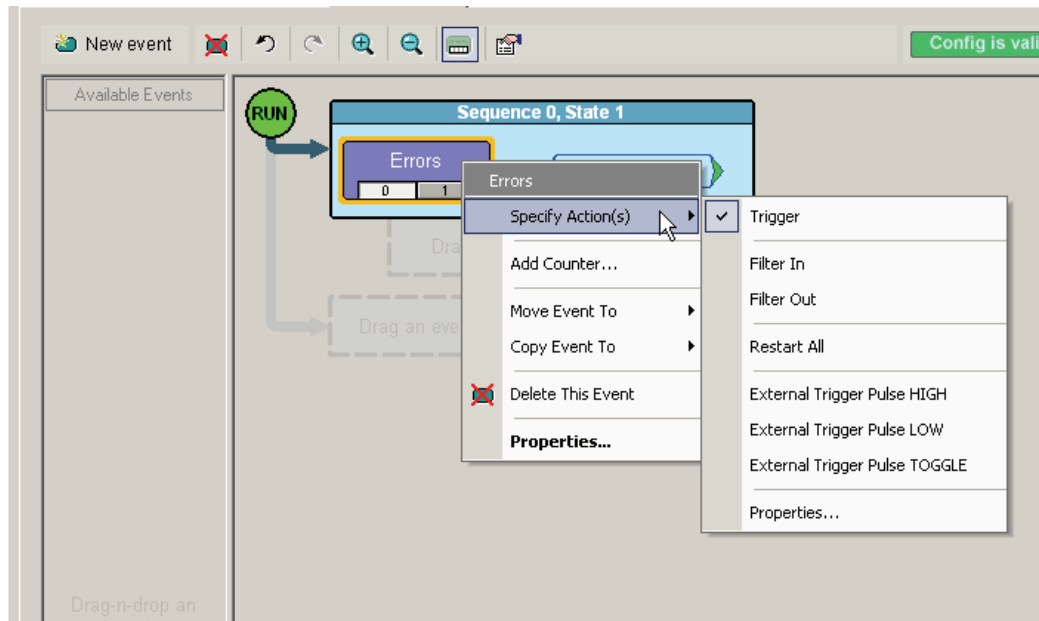 New event
Config is vali
Available Events
RUN
Sequence 0, State 1
Errors
0 1
Errors
Specify Action(s)
Trigger
Dra
Add Counter...
Filter In
Filter Out
Move Event To
Drag an eve
Copy Event To
Restart All
Delete This Event
External Trigger Pulse HIGH
External Trigger Pulse LOW
Properties...
External Trigger Pulse TOGGLE
Properties...
Drag-n-drop an